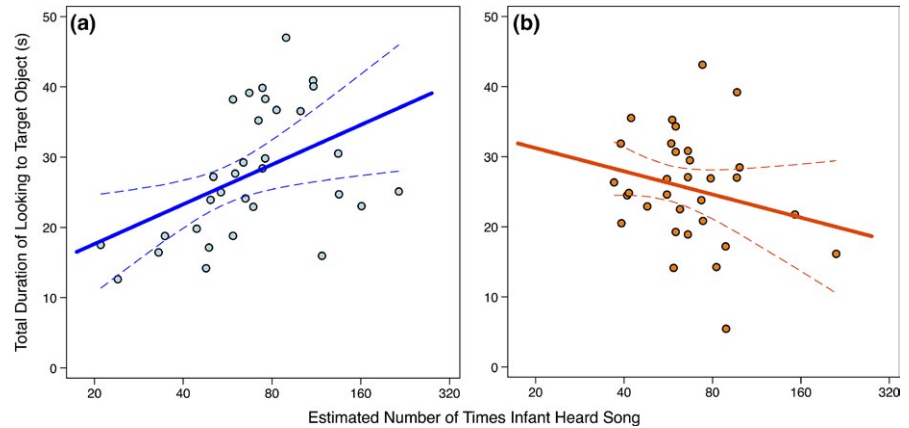 (a)
(b)
Total Duration of Looking to Target Object (s)
50
40
30
20
10
0
50
40
30
20
10
0
20 40 80 160 320
20 40 80 160 320
Estimated Number of Times Infant Heard Song